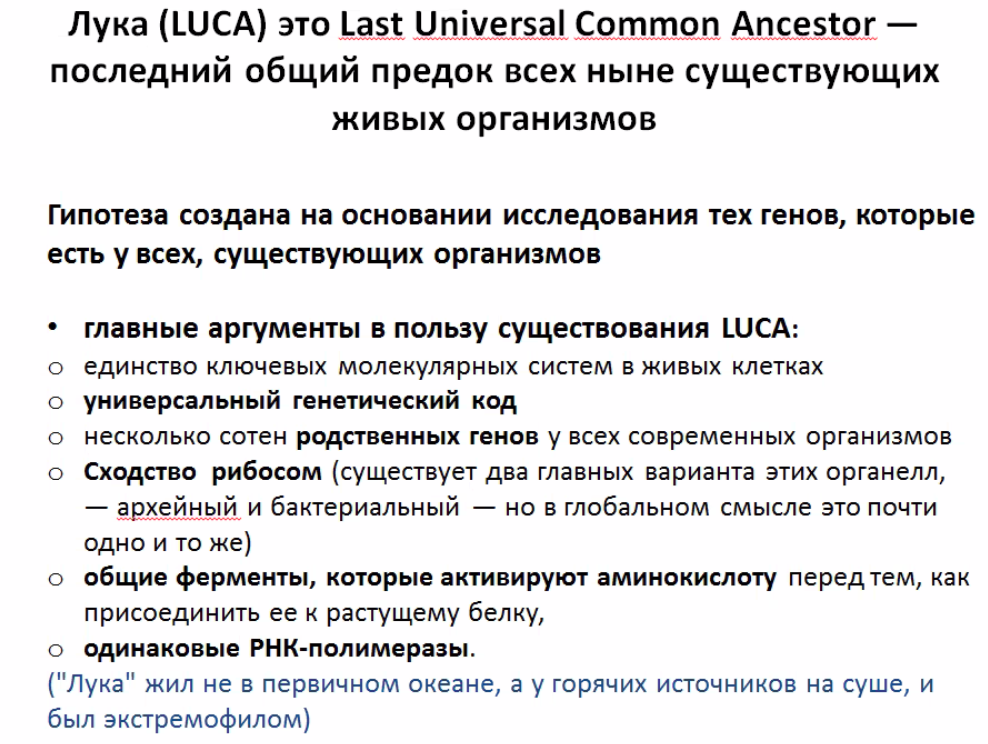 Лука (LUCA) это Last Universal Common Ancestor —
последний общий предок всех ныне существующих
живых организмов
Гипотеза создана на основании исследования тех генов, которые
есть у всех, существующих организмов
• главные аргументы в пользу существования LUCA:
o единство ключевых молекулярных систем в живых клетках
o универсальный генетический код
o несколько сотен родственных генов у всех современных организмов
o Сходство рибосом (существует два главных варианта этих органелл,
— архейный и бактериальный — но в глобальном смысле это почти
одно и то же)
o общие ферменты, которые активируют аминокислоту перед тем, как
присоединить ее к растущему белку,
o одинаковые РНК-полимеразы.
("Лука" жил не в первичном океане, а у горячих источников на суше, и
был экстремофилом)